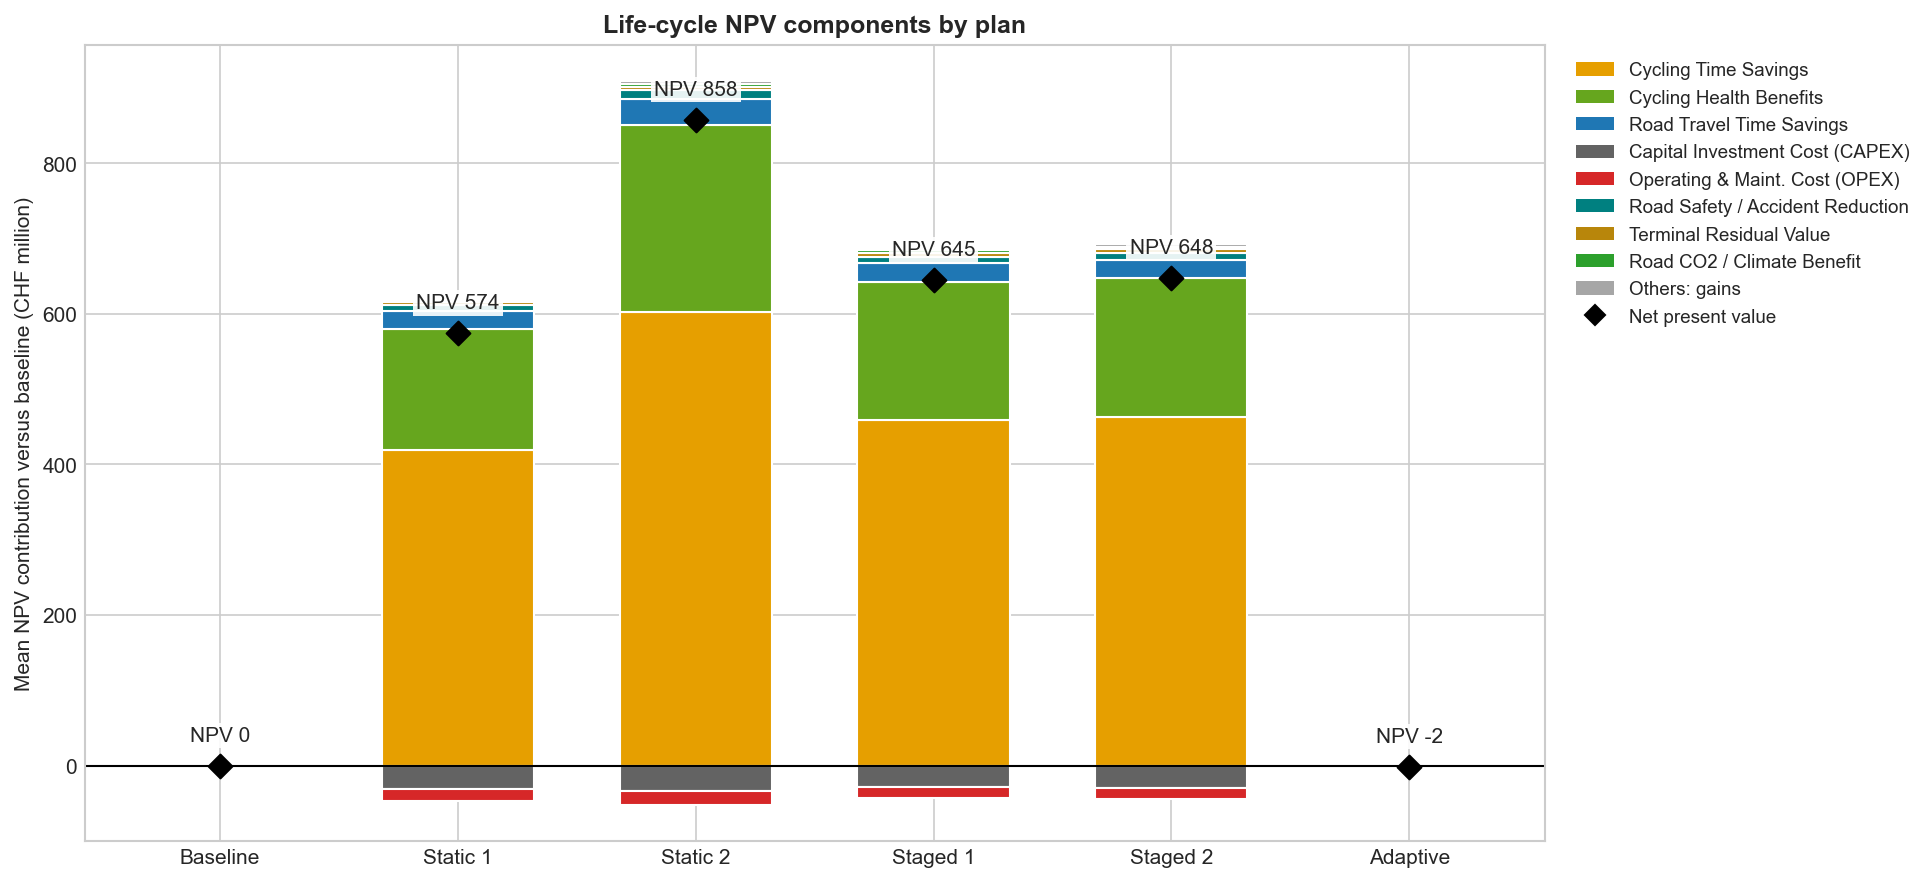 Life-cycle NPV components by plan
Mean NPV contribution versus baseline (CHF million)
800
600
400
200
0
NPV 0
NPV 574
NPV 858
NPV 645
NPV 648
NPV -2
Baseline
Static 1
Static 2
Staged 1
Staged 2
Adaptive
Cycling Time Savings
Cycling Health Benefits
Road Travel Time Savings
Capital Investment Cost (CAPEX)
Operating & Maint. Cost (OPEX)
Road Safety / Accident Reduction
Terminal Residual Value
Road CO2 / Climate Benefit
Others: gains
Net present value